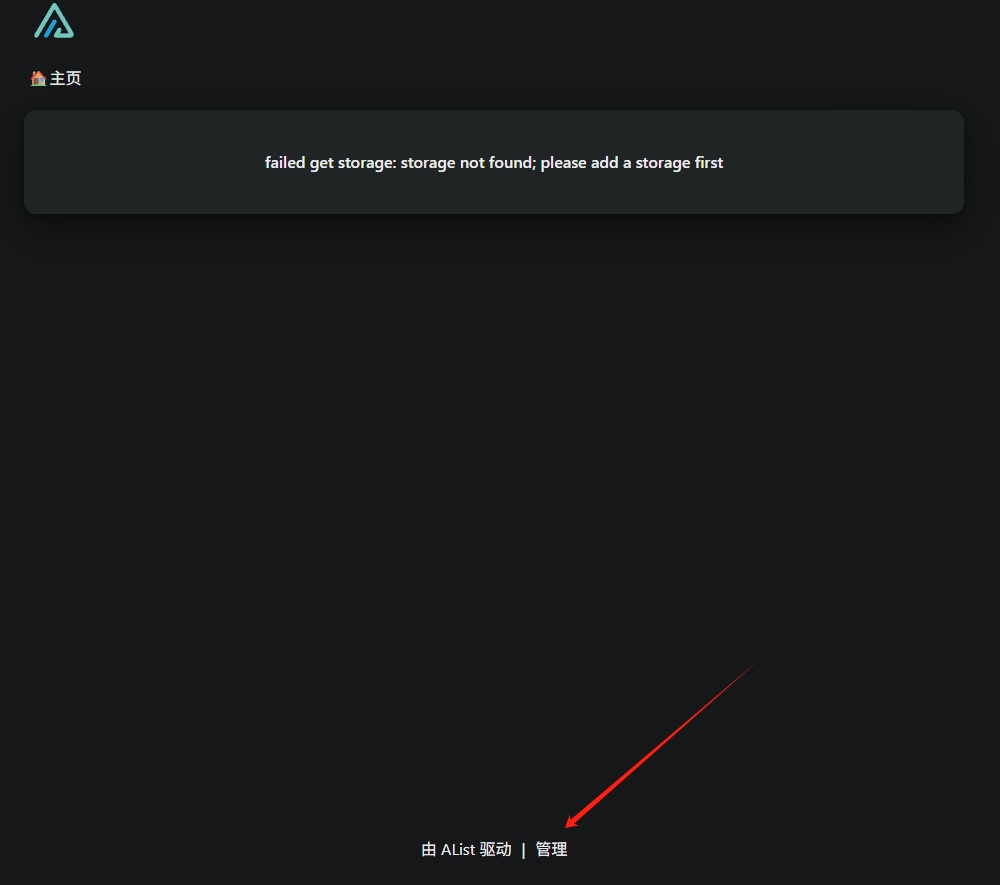 主页
failed get storage: storage not found; please add a storage first
由 AList 驱动 | 管理